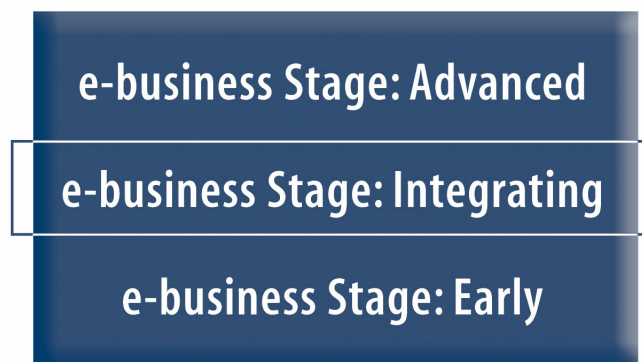 e-business Stage: Advanced
e-business Stage: Integrating
e-business Stage: Early